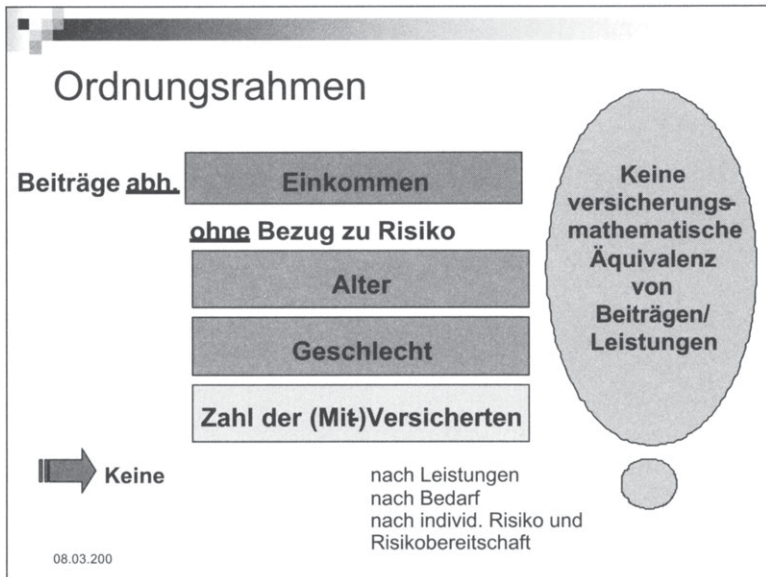 Ordnungsrahmen
Beiträge abh.
Einkommen
ohne Bezug zu Risiko
Alter
Geschlecht
Zahl der (Mit-)Versicherten
Keine
versicherungs-
mathematische
Äquivalenz
von
Beiträgen/
Leistungen
Keine
nach Leistungen
nach Bedarf
nach individ. Risiko und
Risikobereitschaft
08.03.200